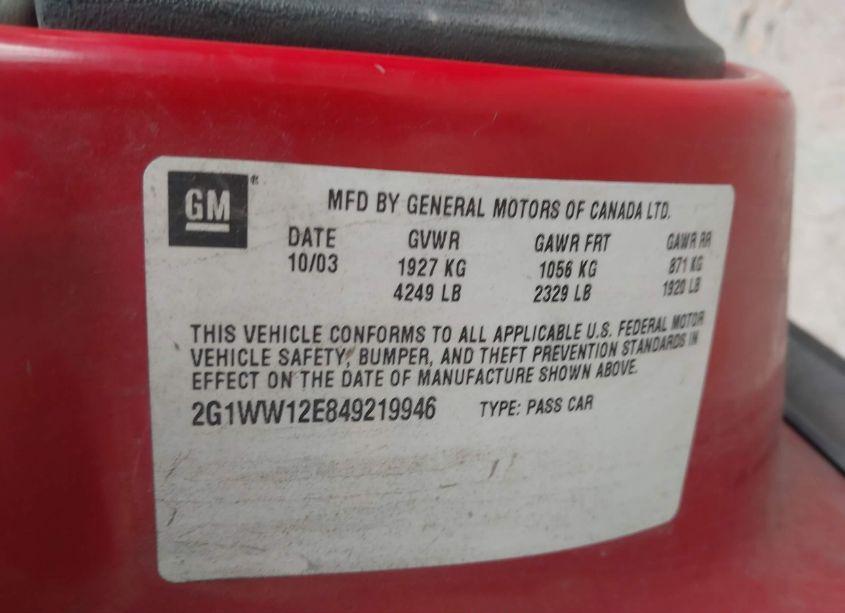 GM ®
MFD BY GENERAL MOTORS OF CANADA LTD.
DATE GVWR GAWR FRT GAWR RR
10/03 1927 KG 1056 KG 871 KG
4249 LB 2329 LB 1920 LB
THIS VEHICLE CONFORMS TO ALL APPLICABLE U.S. FEDERAL MOTOR
VEHICLE SAFETY, BUMPER, AND THEFT PREVENTION STANDARDS IN
EFFECT ON THE DATE OF MANUFACTURE SHOWN ABOVE.
2G1WW12E849219946 TYPE: PASS CAR